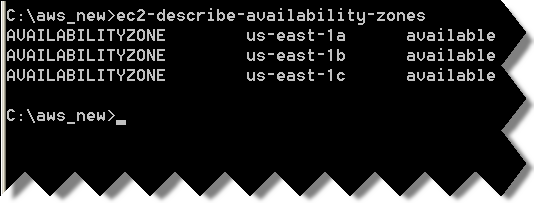 C:\aws_new>ec2-describe-availability-zones
AVAILABILITYZONE us-east-1a available
AVAILABILITYZONE us-east-1b available
AVAILABILITYZONE us-east-1c available
C:\aws_new>_